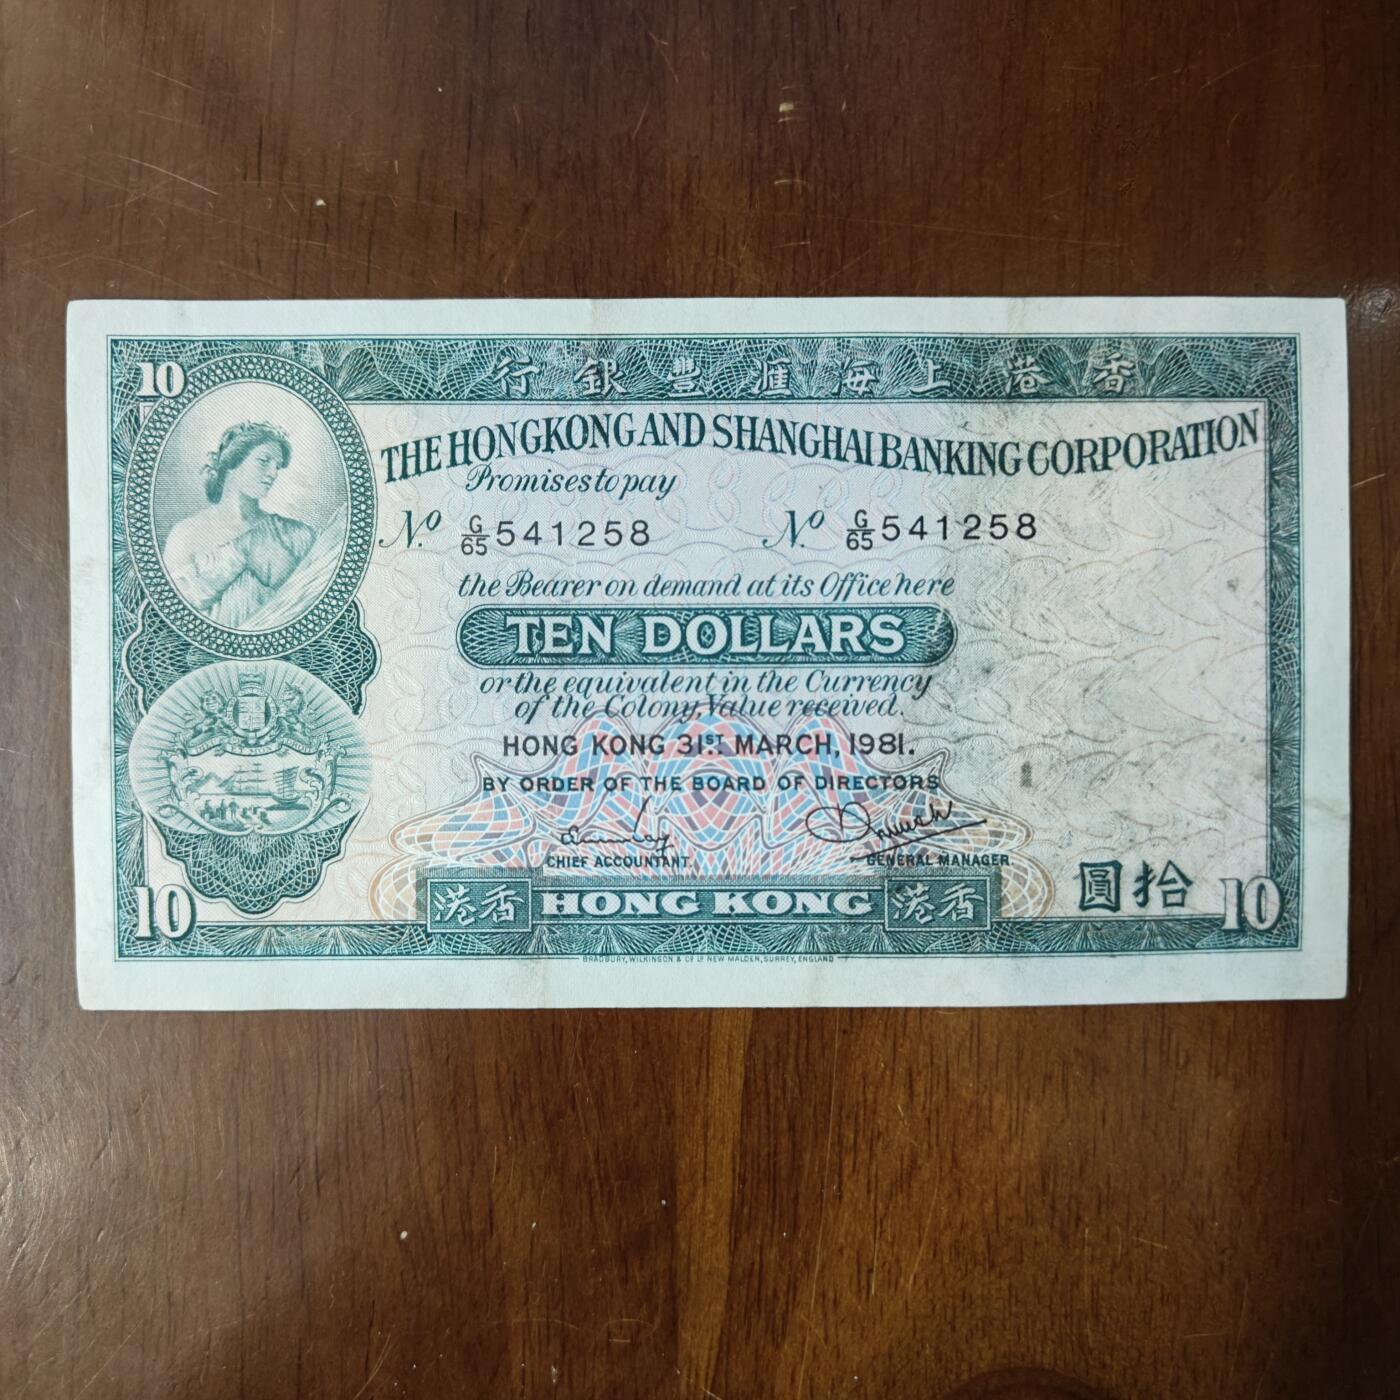 10
行銀豐滙海上港香
THE HONGKONG AND SHANGHAI BANKING CORPORATION
Promises to pay
No. G/65 541258 No. G/65 541258
the Bearer on demand at its Office here
TEN DOLLARS
or the equivalent in the Currency
of the Colony, Value received.
HONG KONG 31ST MARCH, 1981.
BY ORDER OF THE BOARD OF DIRECTORS
CHIEF ACCOUNTANT. GENERAL MANAGER.
圓拾
10 港香 HONG KONG 港香 10
BRADBURY, WILKINSON & Co. Ld. NEW MALDEN, SURREY, ENGLAND